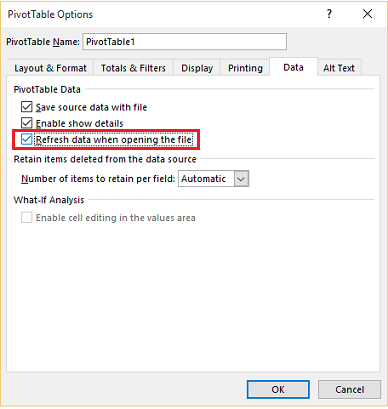 PivotTable Options
PivotTable Name: PivotTable1
Layout & Format Totals & Filters Display Printing Data Alt Text
PivotTable Data
Save source data with file
Enable show details
Refresh data when opening the file
Retain items deleted from the data source
Number of items to retain per field: Automatic
What-If Analysis
Enable cell editing in the values area
OK Cancel